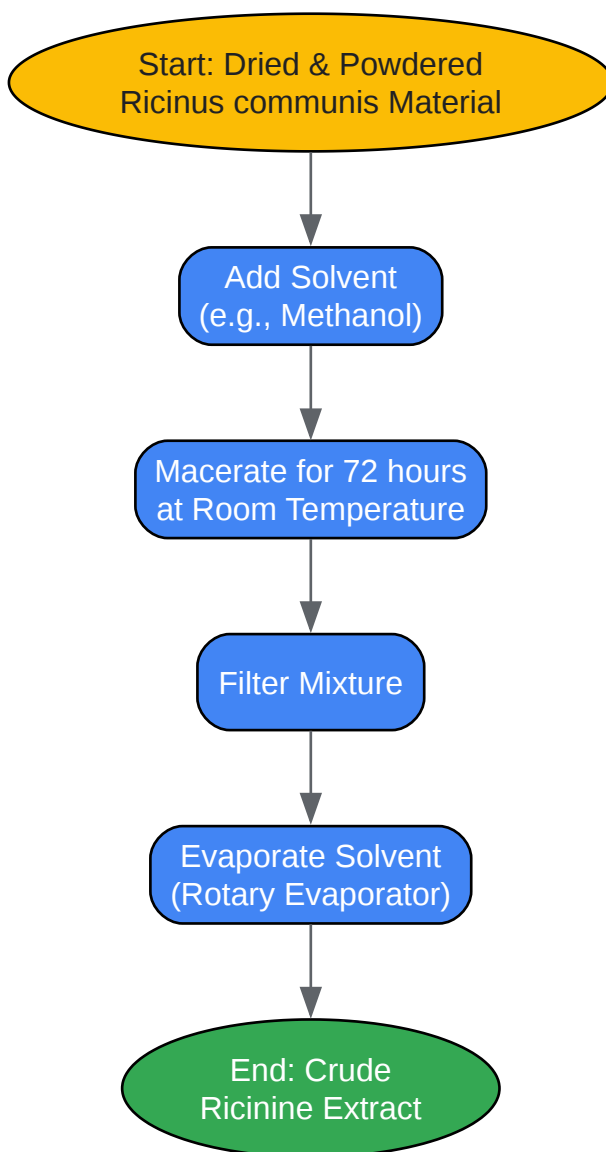 Start: Dried & Powdered
Ricinus communis Material
Add Solvent
(e.g., Methanol)
Macerate for 72 hours
at Room Temperature
Filter Mixture
Evaporate Solvent
(Rotary Evaporator)
End: Crude
Ricinine Extract